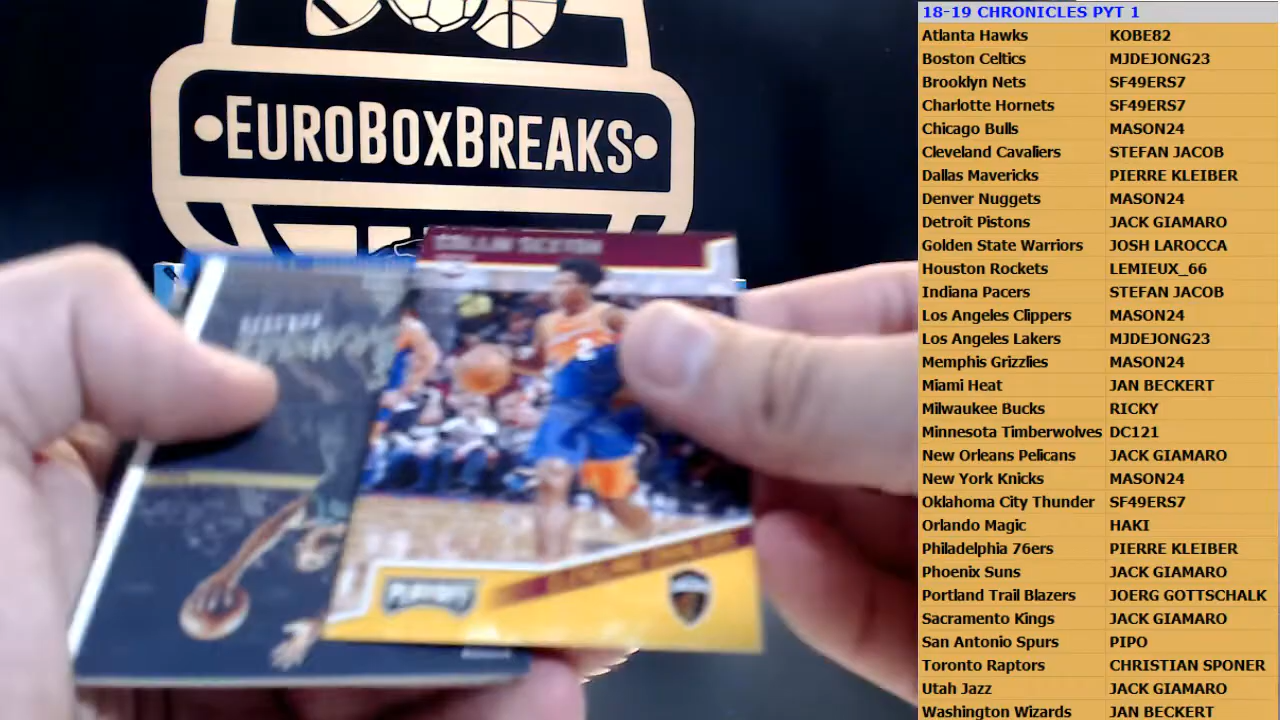 •EUROBOXBREAKS•
COLLIN SEXTON
PLAYOFF
2
18-19 CHRONICLES PYT 1
Atlanta Hawks KOBE82
Boston Celtics MJDEJONG23
Brooklyn Nets SF49ERS7
Charlotte Hornets SF49ERS7
Chicago Bulls MASON24
Cleveland Cavaliers STEFAN JACOB
Dallas Mavericks PIERRE KLEIBER
Denver Nuggets MASON24
Detroit Pistons JACK GIAMARO
Golden State Warriors JOSH LAROCCA
Houston Rockets LEMIEUX_66
Indiana Pacers STEFAN JACOB
Los Angeles Clippers MASON24
Los Angeles Lakers MJDEJONG23
Memphis Grizzlies MASON24
Miami Heat JAN BECKERT
Milwaukee Bucks RICKY
Minnesota Timberwolves DC121
New Orleans Pelicans JACK GIAMARO
New York Knicks MASON24
Oklahoma City Thunder SF49ERS7
Orlando Magic HAKI
Philadelphia 76ers PIERRE KLEIBER
Phoenix Suns JACK GIAMARO
Portland Trail Blazers JOERG GOTTSCHALK
Sacramento Kings JACK GIAMARO
San Antonio Spurs PIPO
Toronto Raptors CHRISTIAN SPONER
Utah Jazz JACK GIAMARO
Washington Wizards JAN BECKERT